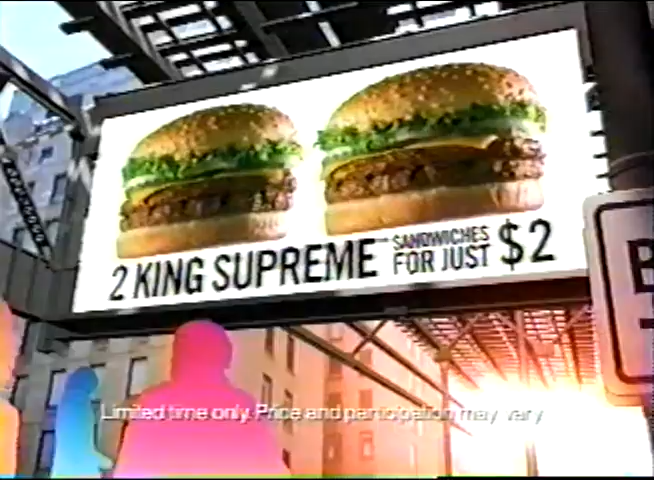 2 KING SUPREME™ SANDWICHES FOR JUST $2
Limited time only. Price and participation may vary